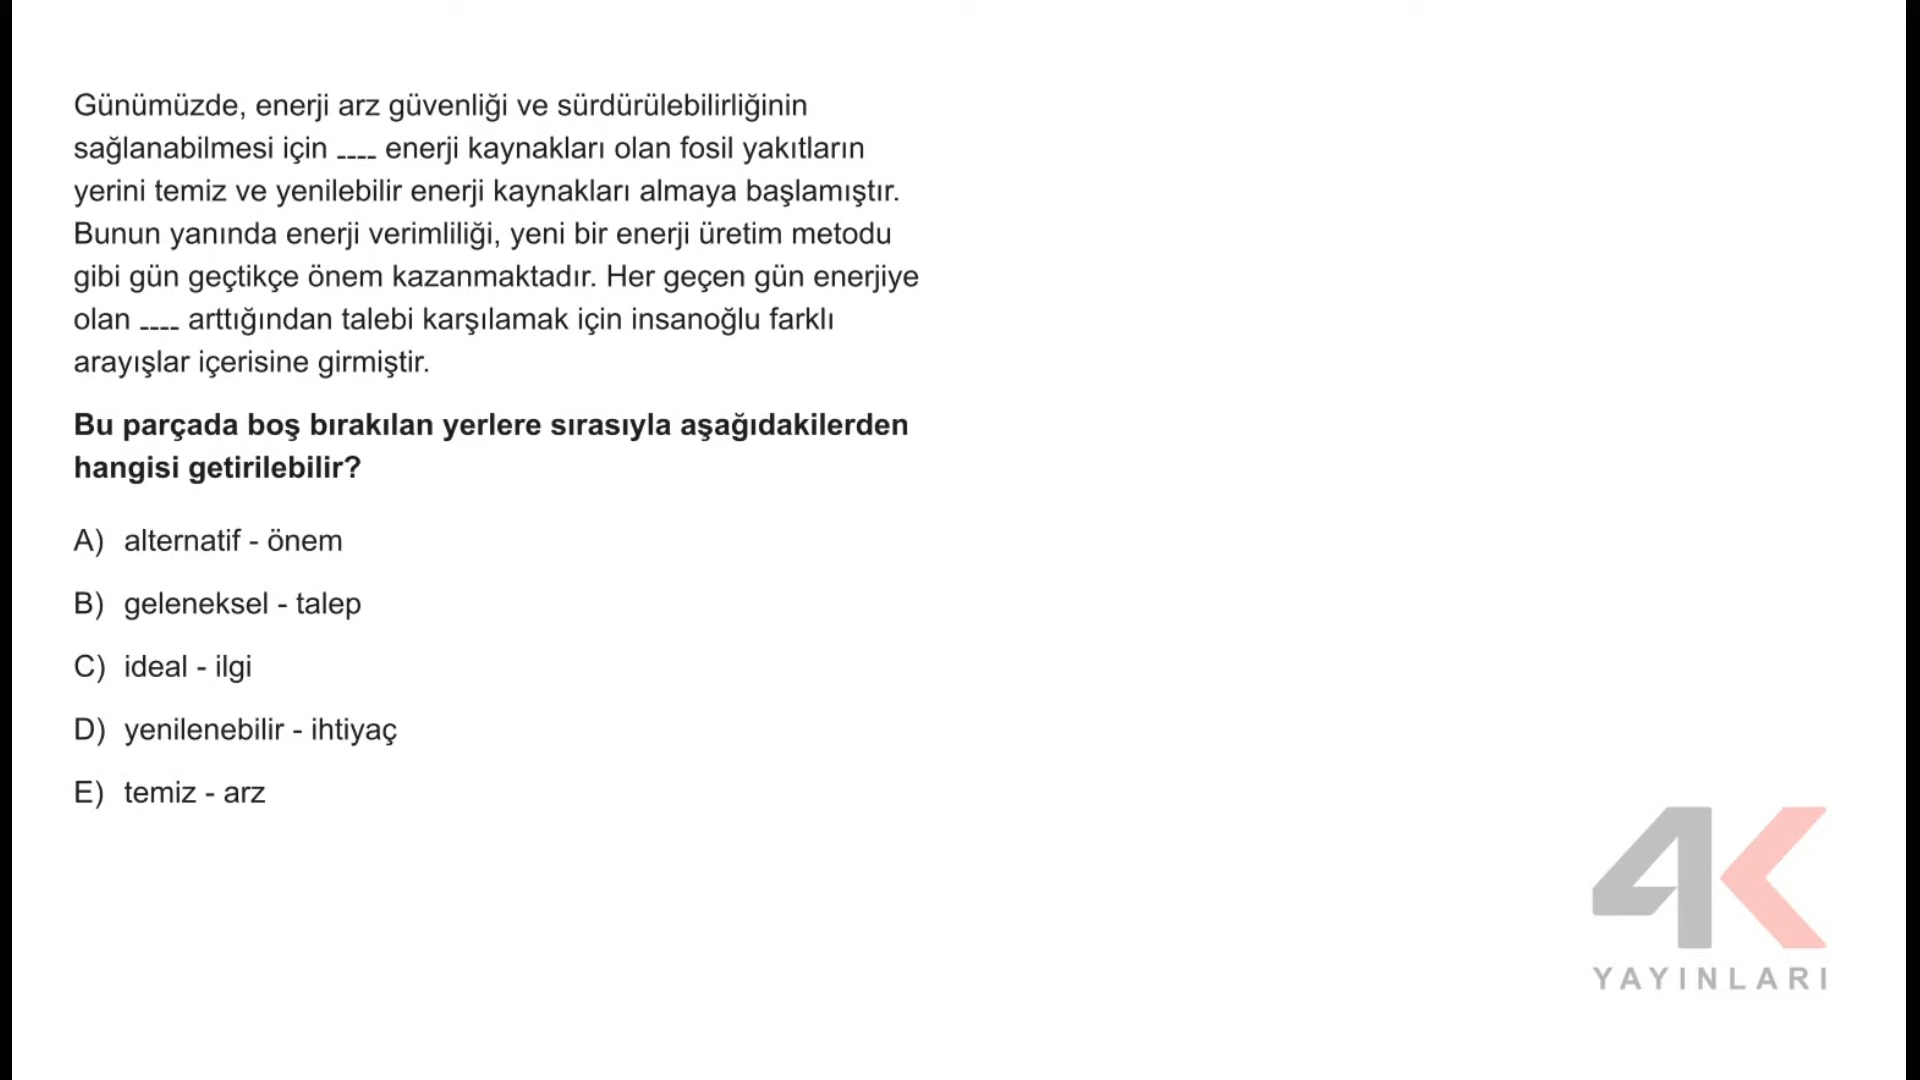 Günümüzde, enerji arz güvenliği ve sürdürülebilirliğinin
sağlanabilmesi için ---- enerji kaynakları olan fosil yakıtların
yerini temiz ve yenilebilir enerji kaynakları almaya başlamıştır.
Bunun yanında enerji verimliliği, yeni bir enerji üretim metodu
gibi gün geçtikçe önem kazanmaktadır. Her geçen gün enerjiye
olan ---- arttığından talebi karşılamak için insanoğlu farklı
arayışlar içerisine girmiştir.
Bu parçada boş bırakılan yerlere sırasıyla aşağıdakilerden
hangisi getirilebilir?
A) alternatif - önem
B) geleneksel - talep
C) ideal - ilgi
D) yenilenebilir - ihtiyaç
E) temiz - arz
4K
YAYINLARI